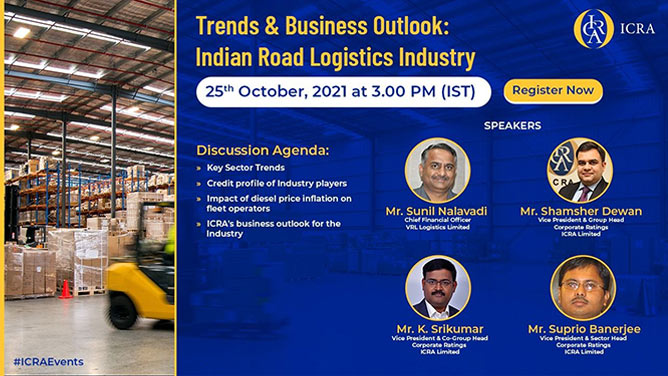 Trends & Business Outlook:
Indian Road Logistics Industry
ICRA
25th October, 2021 at 3.00 PM (IST)
Register Now
SPEAKERS
Discussion Agenda:
» Key Sector Trends
» Credit profile of Industry players
» Impact of diesel price inflation on
fleet operators
» ICRA's business outlook for the
Industry
Mr. Sunil Nalavadi
Chief Financial Officer
VRL Logistics Limited
Mr. Shamsher Dewan
Vice President & Group Head
Corporate Ratings
ICRA Limited
Mr. K. Srikumar
Vice President & Co-Group Head
Corporate Ratings
ICRA Limited
Mr. Suprio Banerjee
Vice President & Sector Head
Corporate Ratings
ICRA Limited
#ICRAEvents